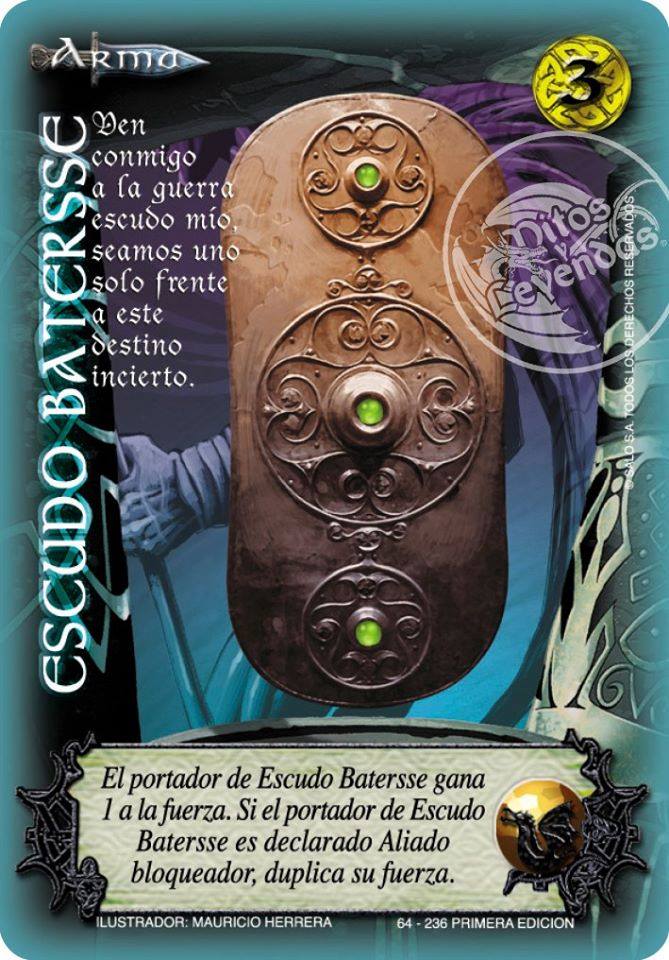 Arma
3
ESCUDO BATERSSE
Ven
conmigo
a la guerra
escudo mío,
seamos uno
solo frente
a este
destino
incierto.
Mitos
y
Leyendas
® SALO S.A. TODOS LOS DERECHOS RESERVADOS
El portador de Escudo Batersse gana
1 a la fuerza. Si el portador de Escudo
Batersse es declarado Aliado
bloqueador, duplica su fuerza.
ILUSTRADOR: MAURICIO HERRERA
64 - 236 PRIMERA EDICION